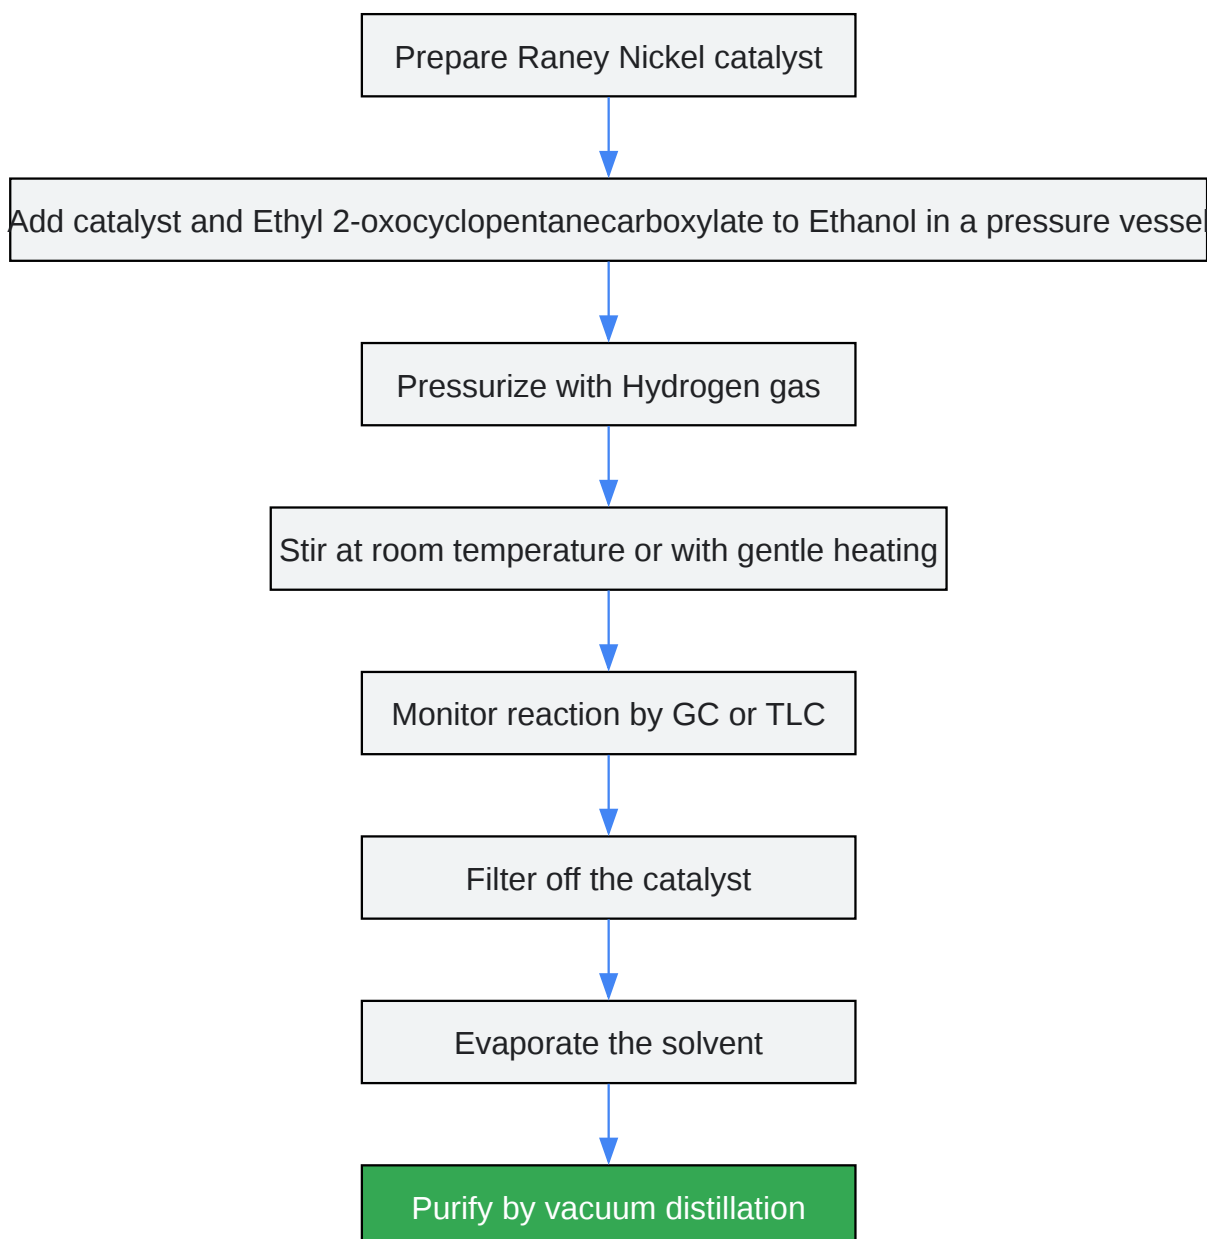 Prepare Raney Nickel catalyst
Add catalyst and Ethyl 2-oxocyclopentanecarboxylate to Ethanol in a pressure vessel
Pressurize with Hydrogen gas
Stir at room temperature or with gentle heating
Monitor reaction by GC or TLC
Filter off the catalyst
Evaporate the solvent
Purify by vacuum distillation